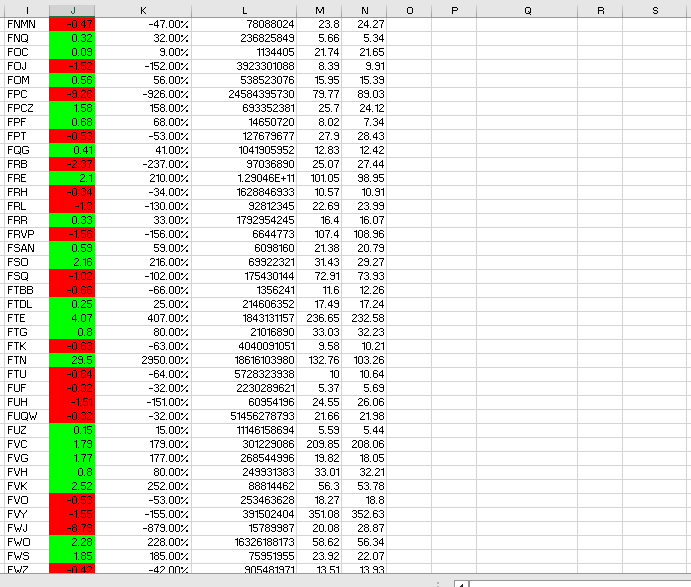 I J K L M N O P Q R S
FNMN -0.47 -47.00% 78088024 23.8 24.27
FNQ 0.32 32.00% 236825849 5.66 5.34
FOC 0.09 9.00% 1134405 21.74 21.65
FOJ -1.52 -152.00% 3923301088 8.39 9.91
FOM 0.56 56.00% 538523076 15.95 15.39
FPC -9.26 -926.00% 24584395730 79.77 89.03
FPCZ 1.58 158.00% 693352381 25.7 24.12
FPF 0.68 68.00% 14650720 8.02 7.34
FPT -0.53 -53.00% 127679677 27.9 28.43
FQG 0.41 41.00% 1041905952 12.83 12.42
FRB -2.37 -237.00% 97036890 25.07 27.44
FRE 2.1 210.00% 1.29046E+11 101.05 98.95
FRH -0.34 -34.00% 1628846933 10.57 10.91
FRL -1.3 -130.00% 92812345 22.69 23.99
FRR 0.33 33.00% 1792954245 16.4 16.07
FRVP -1.56 -156.00% 6644773 107.4 108.96
FSAN 0.59 59.00% 6098160 21.38 20.79
FSO 2.16 216.00% 69922321 31.43 29.27
FSQ -1.02 -102.00% 175430144 72.91 73.93
FTBB -0.66 -66.00% 1356241 11.6 12.26
FTDL 0.25 25.00% 214606352 17.49 17.24
FTE 4.07 407.00% 1843131157 236.65 232.58
FTG 0.8 80.00% 21016890 33.03 32.23
FTK -0.63 -63.00% 4040091051 9.58 10.21
FTN 29.5 2950.00% 18616103980 132.76 103.26
FTU -0.64 -64.00% 5728323938 10 10.64
FUF -0.32 -32.00% 2230289621 5.37 5.69
FUH -1.51 -151.00% 60954196 24.55 26.06
FUQW -0.32 -32.00% 51456278793 21.66 21.98
FUZ 0.15 15.00% 11146158694 5.59 5.44
FVC 1.79 179.00% 301229086 209.85 208.06
FVG 1.77 177.00% 268544996 19.82 18.05
FVH 0.8 80.00% 249931383 33.01 32.21
FVK 2.52 252.00% 88814462 56.3 53.78
FVO -0.53 -53.00% 253463628 18.27 18.8
FVY -1.55 -155.00% 391502404 351.08 352.63
FWJ -8.79 -879.00% 15789987 20.08 28.87
FWO 2.28 228.00% 16326188173 58.62 56.34
FWS 1.85 185.00% 75951955 23.92 22.07
FWZ -0.42 -42.00% 905481971 13.51 13.93